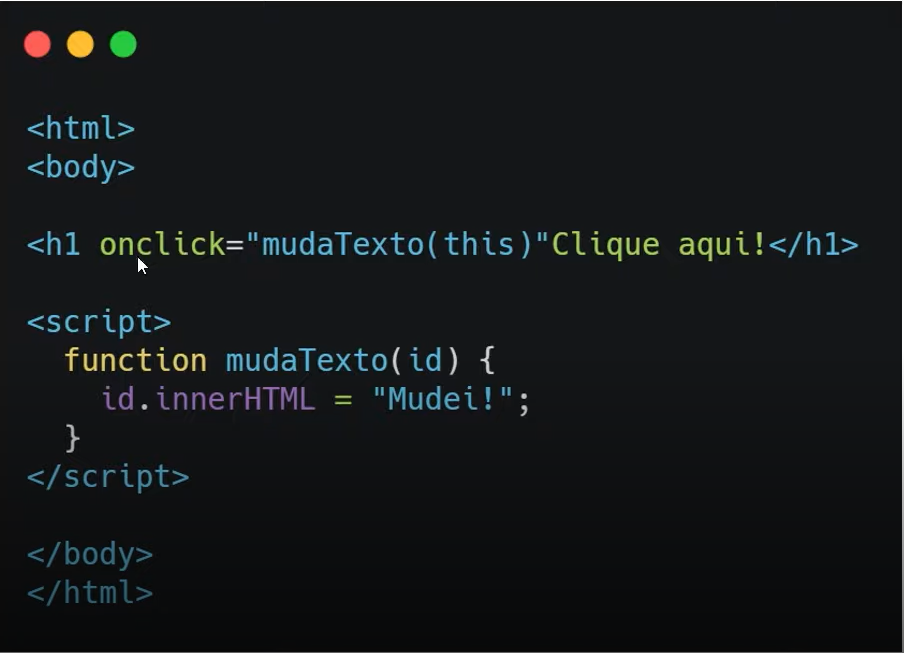 <html>
<body>
<h1 onclick="mudaTexto(this)"Clique aqui!</h1>
<script>
function mudaTexto(id) {
id.innerHTML = "Mudei!";
}
</script>
</body>
</html>